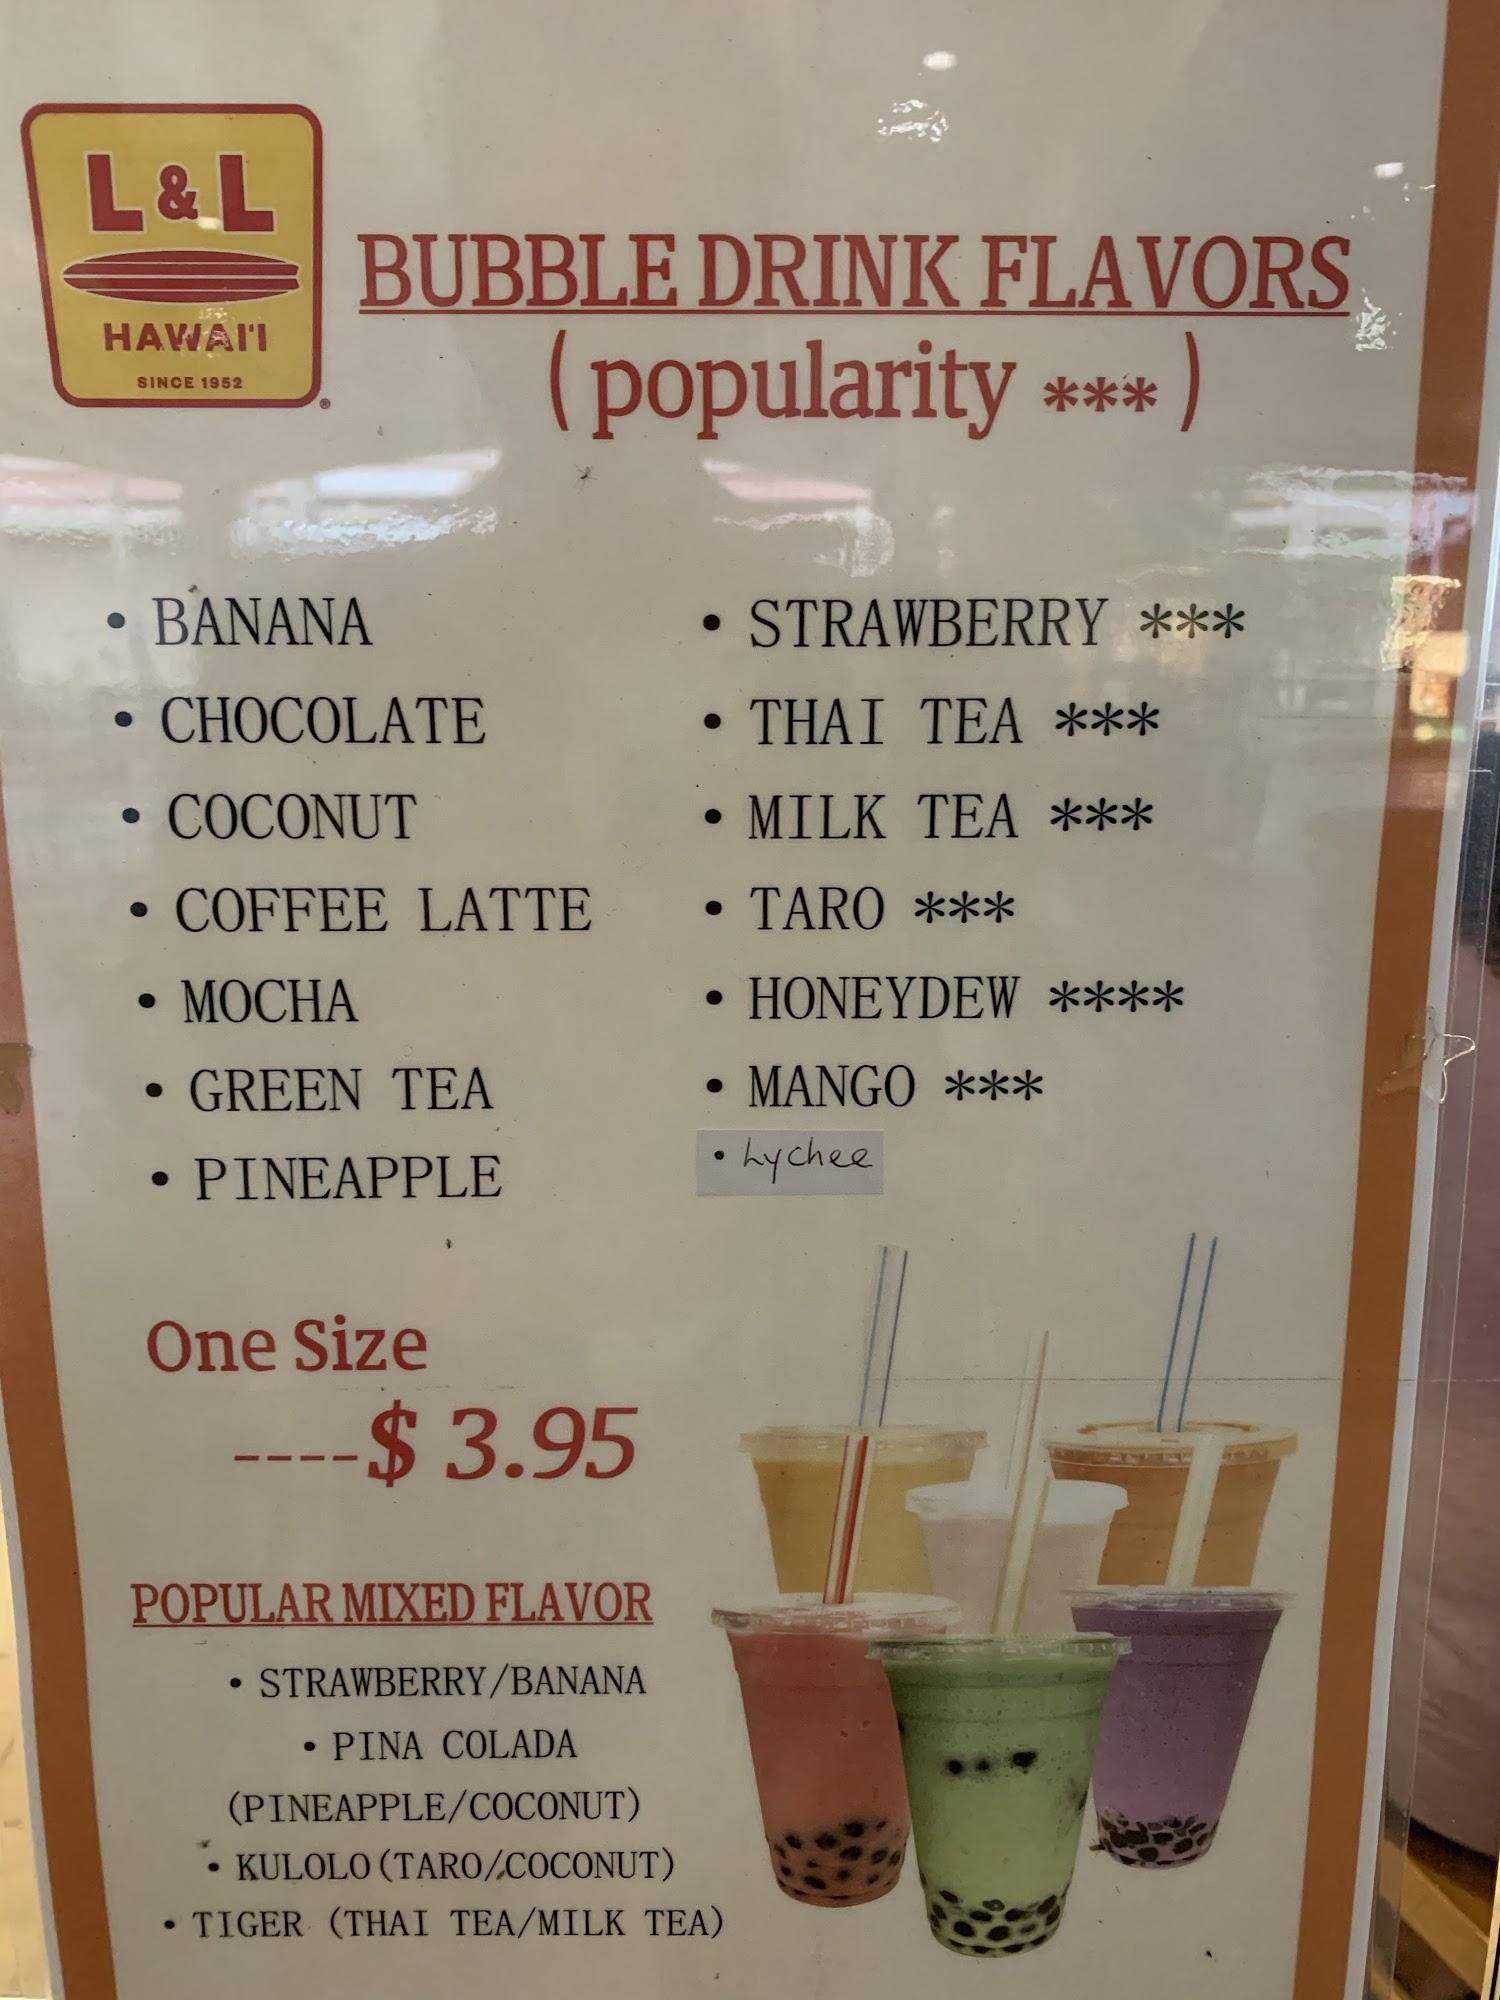 L & L
HAWAI'I
SINCE 1952
®
BUBBLE DRINK FLAVORS
( popularity *** )
• BANANA
• CHOCOLATE
• COCONUT
• COFFEE LATTE
• MOCHA
• GREEN TEA
• PINEAPPLE
• STRAWBERRY ***
• THAI TEA ***
• MILK TEA ***
• TARO ***
• HONEYDEW ****
• MANGO ***
• Lychee
One Size
----$ 3.95
POPULAR MIXED FLAVOR
• STRAWBERRY/BANANA
• PINA COLADA
(PINEAPPLE/COCONUT)
• KULOLO(TARO/COCONUT)
• TIGER (THAI TEA/MILK TEA)